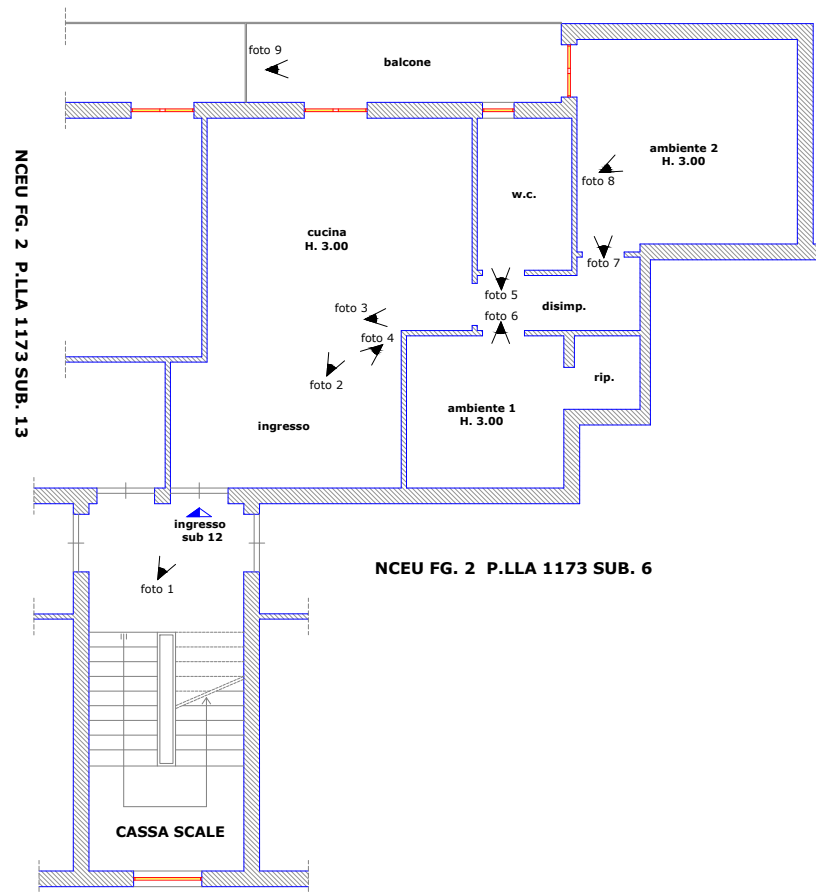 foto 9
balcone
ambiente 2
H. 3.00
foto 8
w.c.
cucina
H. 3.00
NCEU FG. 2 P.LLA 1173 SUB. 13
foto 7
foto 5
disimp.
foto 3
foto 6
foto 4
foto 2
rip.
ambiente 1
H. 3.00
ingresso
ingresso
sub 12
NCEU FG. 2 P.LLA 1173 SUB. 6
foto 1
CASSA SCALE